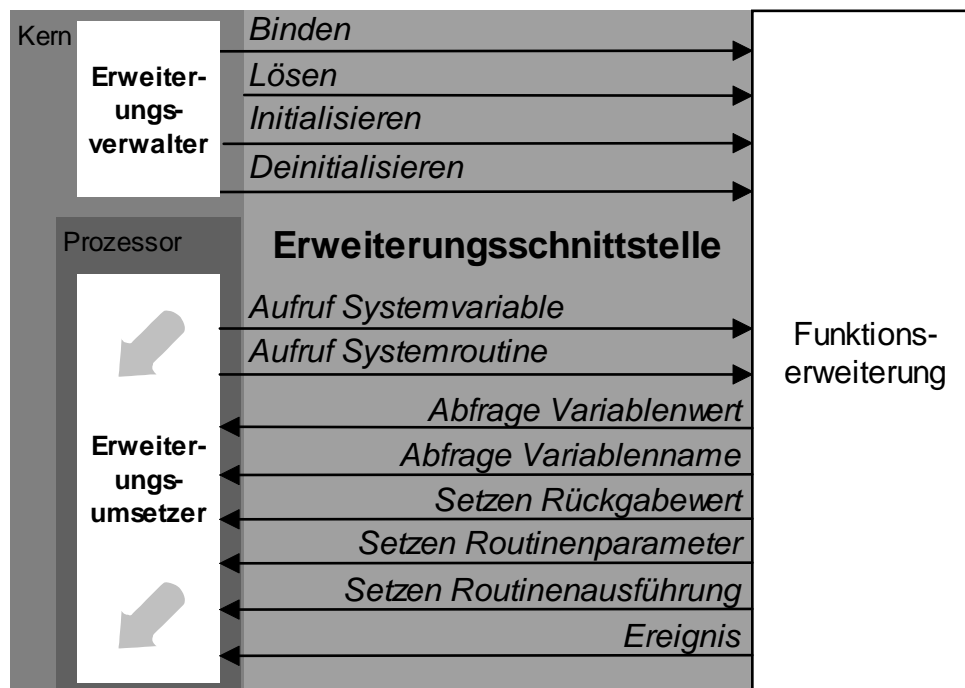 Kern
Erweiter-
ungs-
verwalter
Binden
Lösen
Initialisieren
Deinitialisieren
Prozessor
Erweiterungsschnittstelle
Aufruf Systemvariable
Aufruf Systemroutine
Funktions-
erweiterung
Erweiter-
ungs-
umsetzer
Abfrage Variablenwert
Abfrage Variablenname
Setzen Rückgabewert
Setzen Routinenparameter
Setzen Routinenausführung
Ereignis